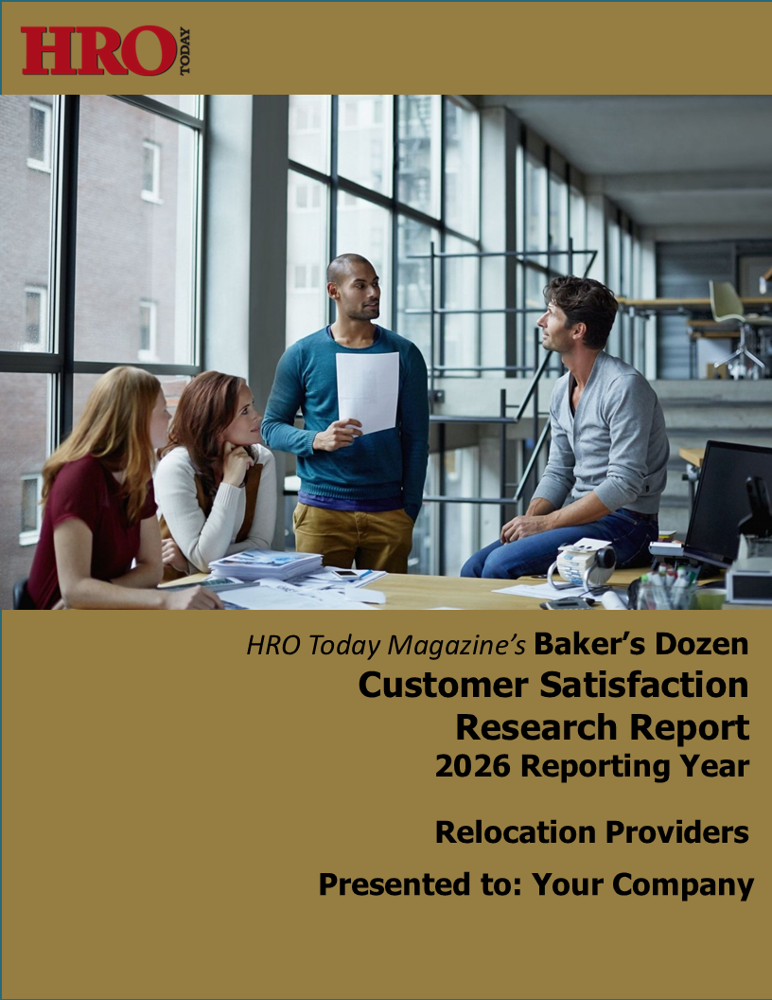 HRO TODAY
HRO Today Magazine’s Baker’s Dozen
Customer Satisfaction
Research Report
2026 Reporting Year
Relocation Providers
Presented to: Your Company